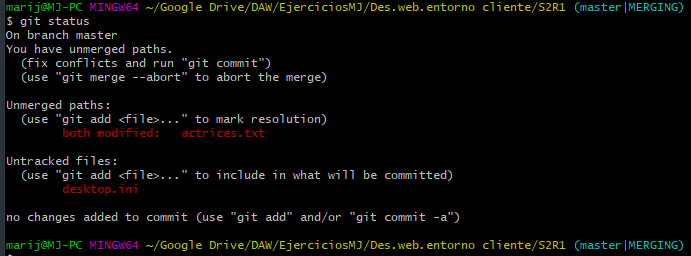 marij@MJ-PC MINGW64 ~/Google Drive/DAW/EjerciciosMJ/Des.web.entorno cliente/S2R1 (master|MERGING)
$ git status
On branch master
You have unmerged paths.
  (fix conflicts and run "git commit")
  (use "git merge --abort" to abort the merge)

Unmerged paths:
  (use "git add <file>..." to mark resolution)
        both modified:   actrices.txt

Untracked files:
  (use "git add <file>..." to include in what will be committed)
        desktop.ini

no changes added to commit (use "git add" and/or "git commit -a")

marij@MJ-PC MINGW64 ~/Google Drive/DAW/EjerciciosMJ/Des.web.entorno cliente/S2R1 (master|MERGING)